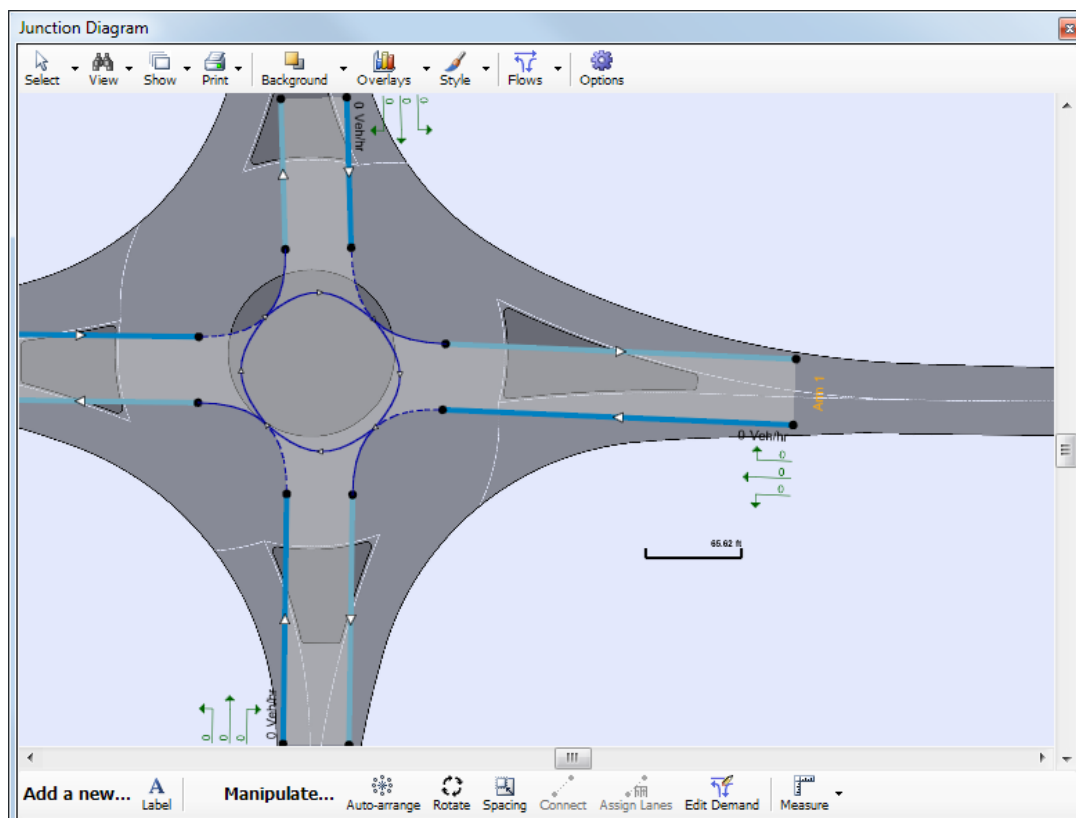 Junction Diagram
Select View Show Print Background Overlays Style Flows Options
0 Veh/hr
0 0 0
Arm 1
0 Veh/hr
0
0
0
65.62 ft
0 Veh/hr
0 0 0
Add a new... Label Manipulate... Auto-arrange Rotate Spacing Connect Assign Lanes Edit Demand Measure